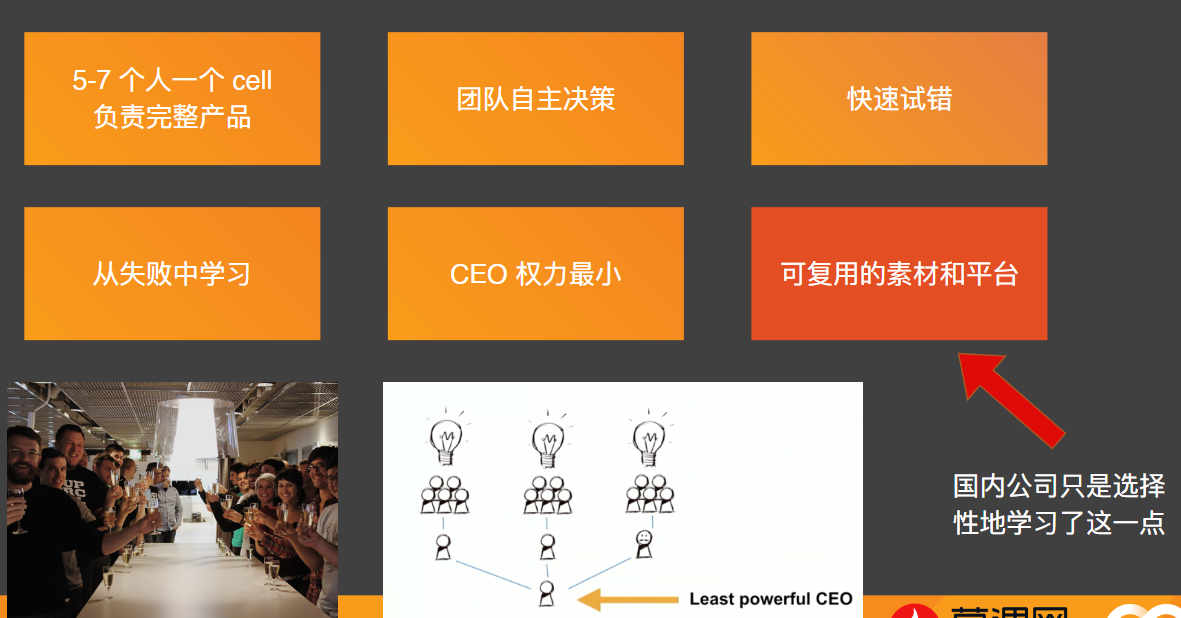 5-7 个人一个 cell
负责完整产品
团队自主决策
快速试错
从失败中学习
CEO 权力最小
可复用的素材和平台
国内公司只是选择
性地学习了这一点
Least powerful CEO